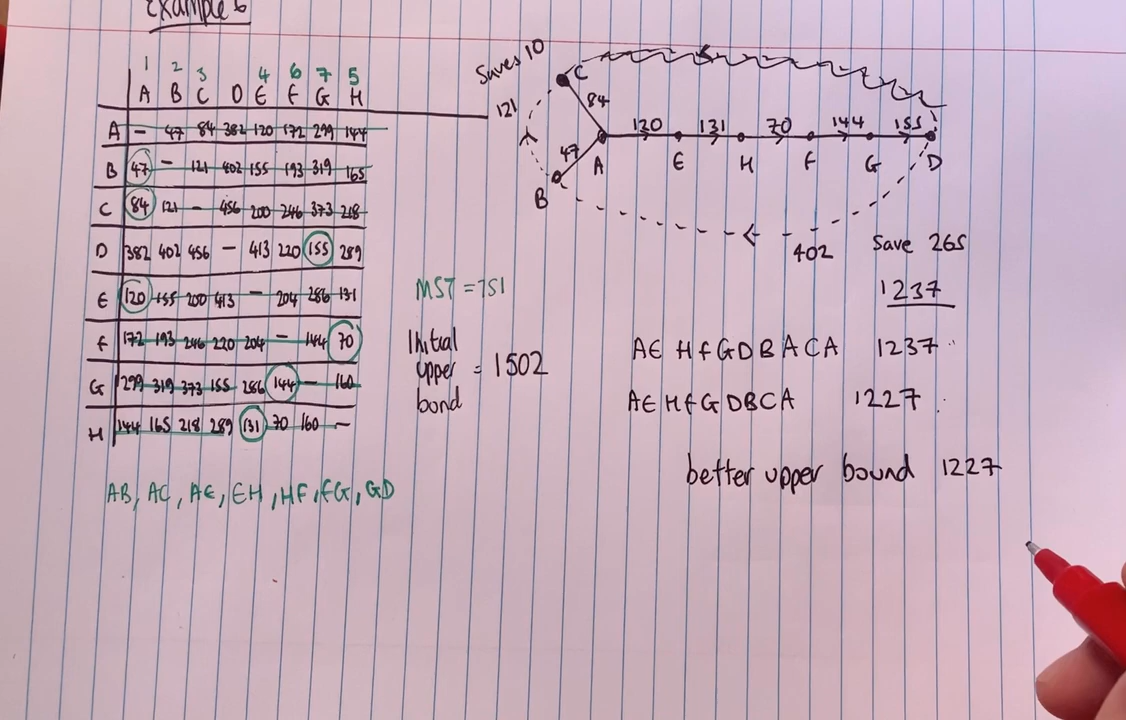 Example 6
1 2 3 4 6 7 5
A B C D E F G H
A - 47 84 382 120 172 299 144
B 47 - 121 402 155 193 319 165
C 84 121 - 456 200 246 373 218
D 382 402 456 - 413 220 155 289
E 120 155 200 413 - 204 286 131
f 172 193 246 220 204 - 144 70
G 299 319 373 155 286 144 - 160
H 144 165 218 289 131 70 160 -
AB, AC, AE, EH, HF, FG, GD
MST = 751
Initial
upper = 1502
bond
Saves 10
C
121
84
120 131 70 144 155
47
A E H F G D
B
402
Save 265
1237
AE HfGDBACA 1237
AEHfGDBCA 1227
better upper bound 1227